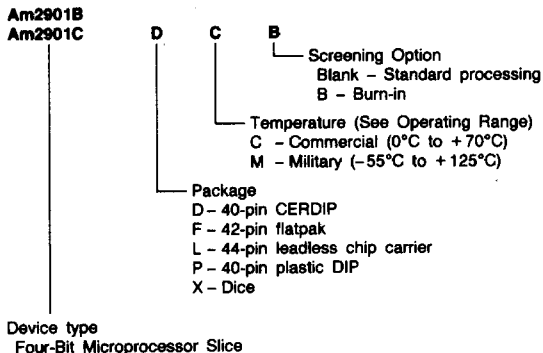 Am2901B
Am2901C D C B
Screening Option
Blank – Standard processing
B – Burn-in
Temperature (See Operating Range)
C – Commercial (0°C to +70°C)
M – Military (–55°C to +125°C)
Package
D – 40-pin CERDIP
F – 42-pin flatpak
L – 44-pin leadless chip carrier
P – 40-pin plastic DIP
X – Dice
Device type
Four-Bit Microprocessor Slice